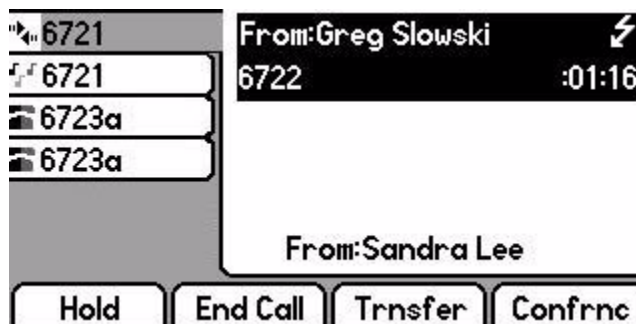 6721
6721
6723a
6723a
From:Greg Slowski
6722 :01:16
From:Sandra Lee
Hold End Call Trnsfer Confrnc